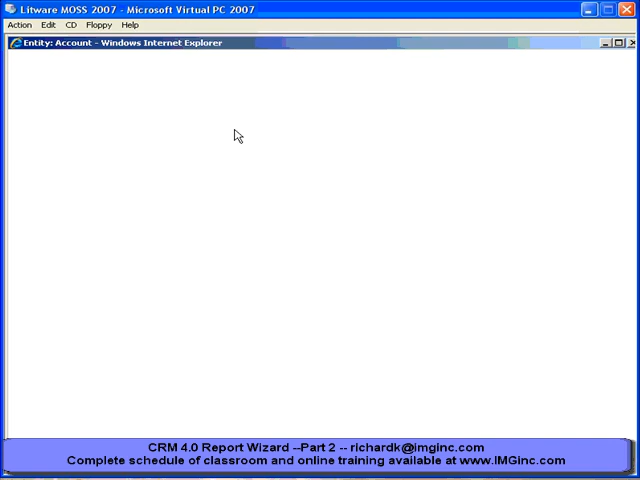 Litware MOSS 2007 - Microsoft Virtual PC 2007
Action Edit CD Floppy Help
Entity: Account - Windows Internet Explorer
CRM 4.0 Report Wizard --Part 2 -- richardk@imginc.com
Complete schedule of classroom and online training available at www.IMGinc.com